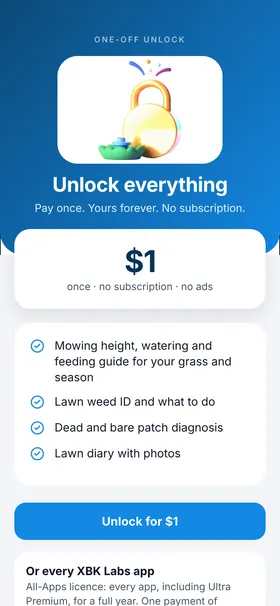 ONE-OFF UNLOCK
Unlock everything
Pay once. Yours forever. No subscription.
$1
once · no subscription · no ads
Mowing height, watering and
feeding guide for your grass and
season
Lawn weed ID and what to do
Dead and bare patch diagnosis
Lawn diary with photos
Unlock for $1
Or every XBK Labs app
All-Apps licence: every app, including Ultra
Premium, for a full year. One payment of